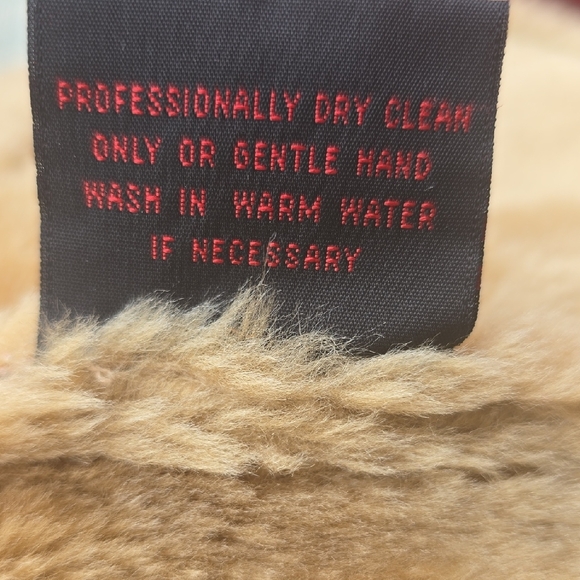 PROFESSIONALLY DRY CLEAN
ONLY OR GENTLE HAND
WASH IN WARM WATER
IF NECESSARY